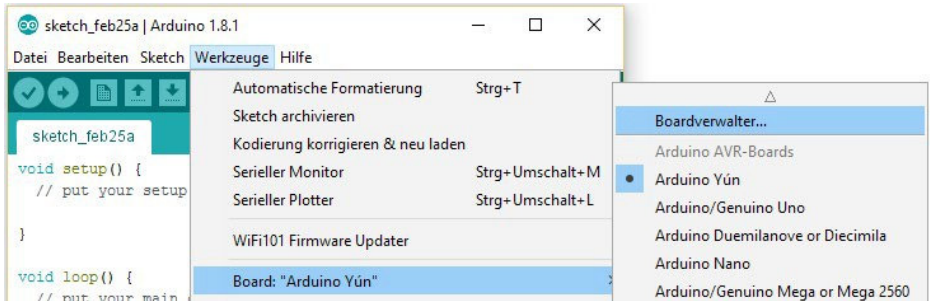 sketch_feb25a | Arduino 1.8.1
Datei Bearbeiten Sketch Werkzeuge Hilfe
sketch_feb25a
void setup() {
// put your setup
}
void loop() {
// put your main
Automatische Formatierung Strg+T
Sketch archivieren
Kodierung korrigieren & neu laden
Serieller Monitor Strg+Umschalt+M
Serieller Plotter Strg+Umschalt+L
WiFi101 Firmware Updater
Board: "Arduino Yún"
Boardverwalter...
Arduino AVR-Boards
Arduino Yún
Arduino/Genuino Uno
Arduino Duemilanove or Diecimila
Arduino Nano
Arduino/Genuino Mega or Mega 2560